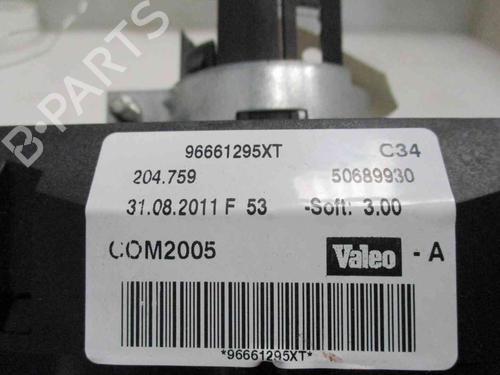 B-PARTS
96661295XT C34
204.759 50689930
31.08.2011 F 53 -Soft: 3.00
COM2005 Valeo - A
*96661295XT*